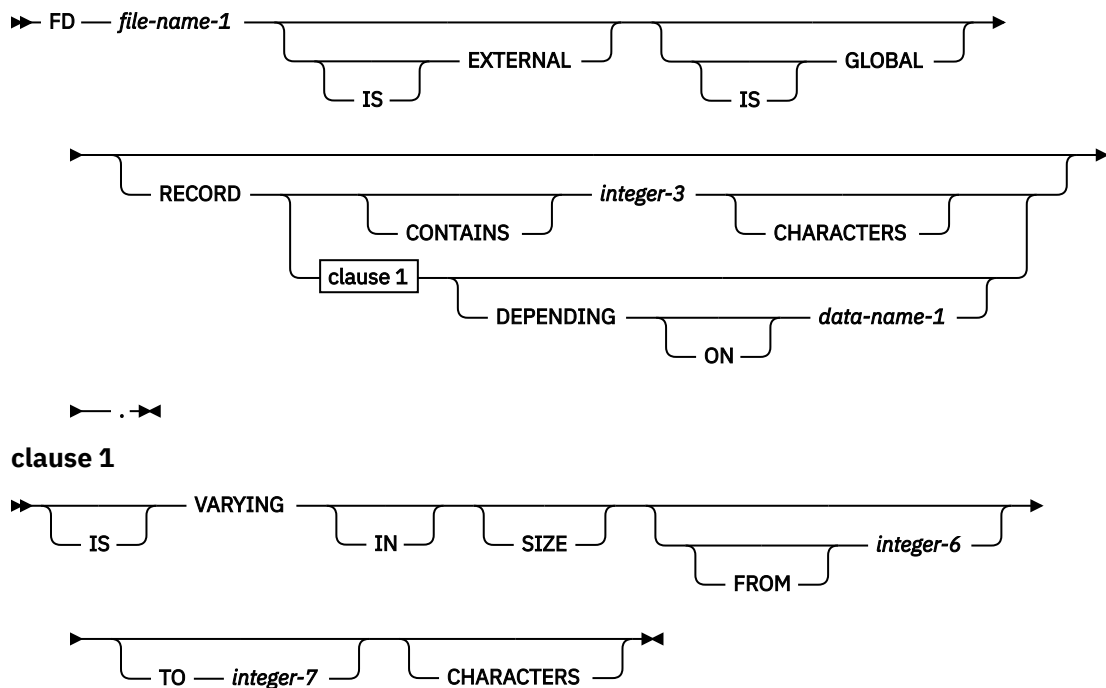 FD file-name-1
EXTERNAL GLOBAL
IS IS
RECORD integer-3
CONTAINS CHARACTERS
clause 1
DEPENDING data-name-1
ON
.
clause 1
VARYING
IS IN SIZE integer-6
FROM
TO integer-7 CHARACTERS